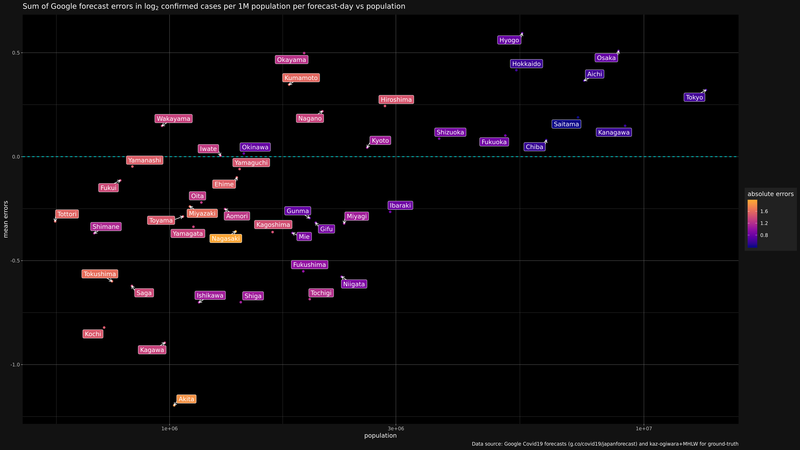 Sum of Google forecast errors in log₂ confirmed cases per 1M population per forecast-day vs population
Hyogo
Okayama
Osaka
Hokkaido
Kumamoto
Aichi
Tokyo
Hiroshima
Wakayama
Nagano
Saitama
Shizuoka
Kanagawa
Kyoto
Fukuoka
Iwate
Okinawa
Chiba
Yamanashi
Yamaguchi
Fukui
Ehime
Oita
Ibaraki
Tottori
Toyama
Miyazaki
Aomori
Gunma
Miyagi
Shimane
Yamagata
Nagasaki
Kagoshima
Mie
Gifu
Fukushima
Tokushima
Niigata
Saga
Ishikawa
Shiga
Tochigi
Kochi
Kagawa
Akita
0.5
0.0
-0.5
-1.0
mean errors
1e+06
3e+06
1e+07
population
absolute errors
1.6
1.2
0.8
Data source: Google Covid19 forecasts (g.co/covid19/japanforecast) and kaz-ogiwara+MHLW for ground-truth